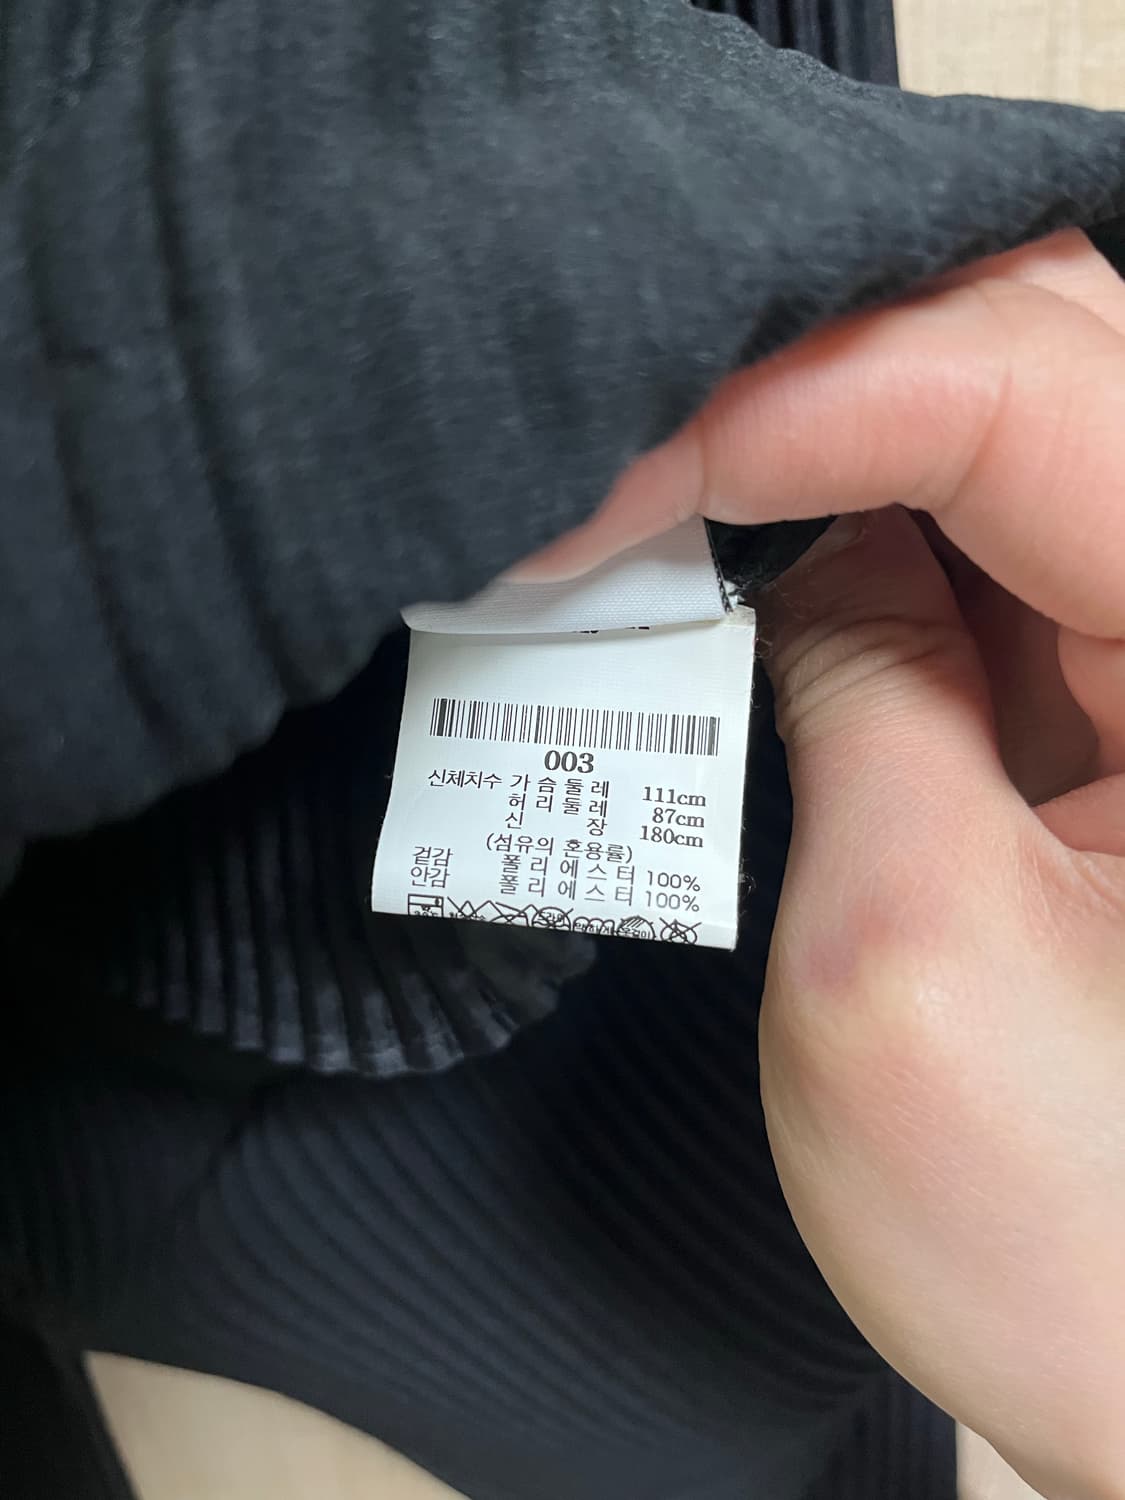 003
신체치수 가슴둘레 111cm
허리둘레 87cm
신장 180cm
(섬유의 혼용률)
겉감 폴리에스터 100%
안감 폴리에스터 100%